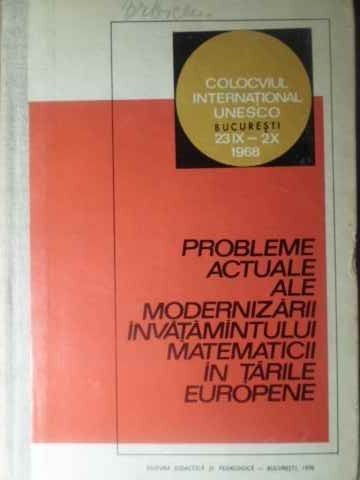 COLOCVIUL
INTERNATIONAL
UNESCO
BUCUREȘTI
23 IX – 2 X
1968
PROBLEME
ACTUALE
ALE
MODERNIZĂRII
ÎNVĂȚĂMÎNTULUI
MATEMATICII
ÎN ȚĂRILE
EUROPENE
EDITURA DIDACTICĂ ȘI PEDAGOGICĂ – BUCUREȘTI,